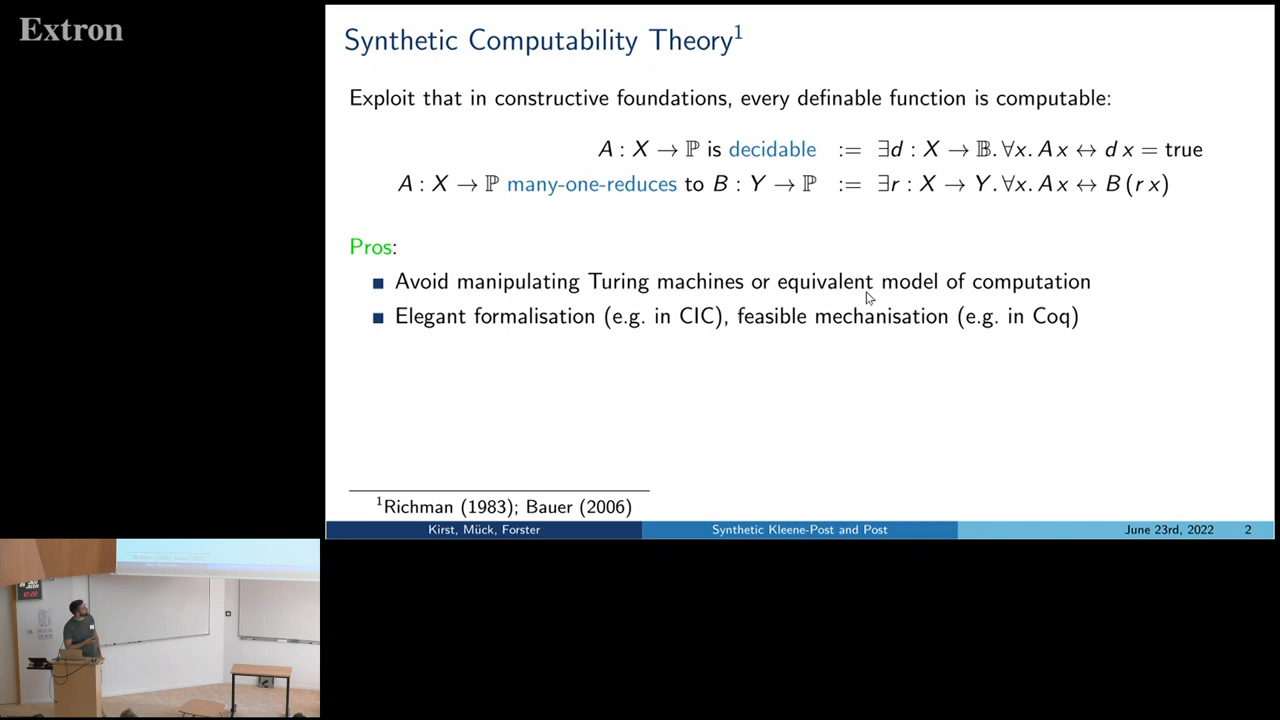 Extron
Synthetic Computability Theory¹
Exploit that in constructive foundations, every definable function is computable:
A : X → ℙ is decidable := ∃d : X → 𝔹. ∀x. A x ↔ d x = true
A : X → ℙ many-one-reduces to B : Y → ℙ := ∃r : X → Y. ∀x. A x ↔ B (r x)
Pros:
■ Avoid manipulating Turing machines or equivalent model of computation
■ Elegant formalisation (e.g. in CIC), feasible mechanisation (e.g. in Coq)
¹Richman (1983); Bauer (2006)
Kirst, Mück, Forster Synthetic Kleene-Post and Post June 23rd, 2022 2